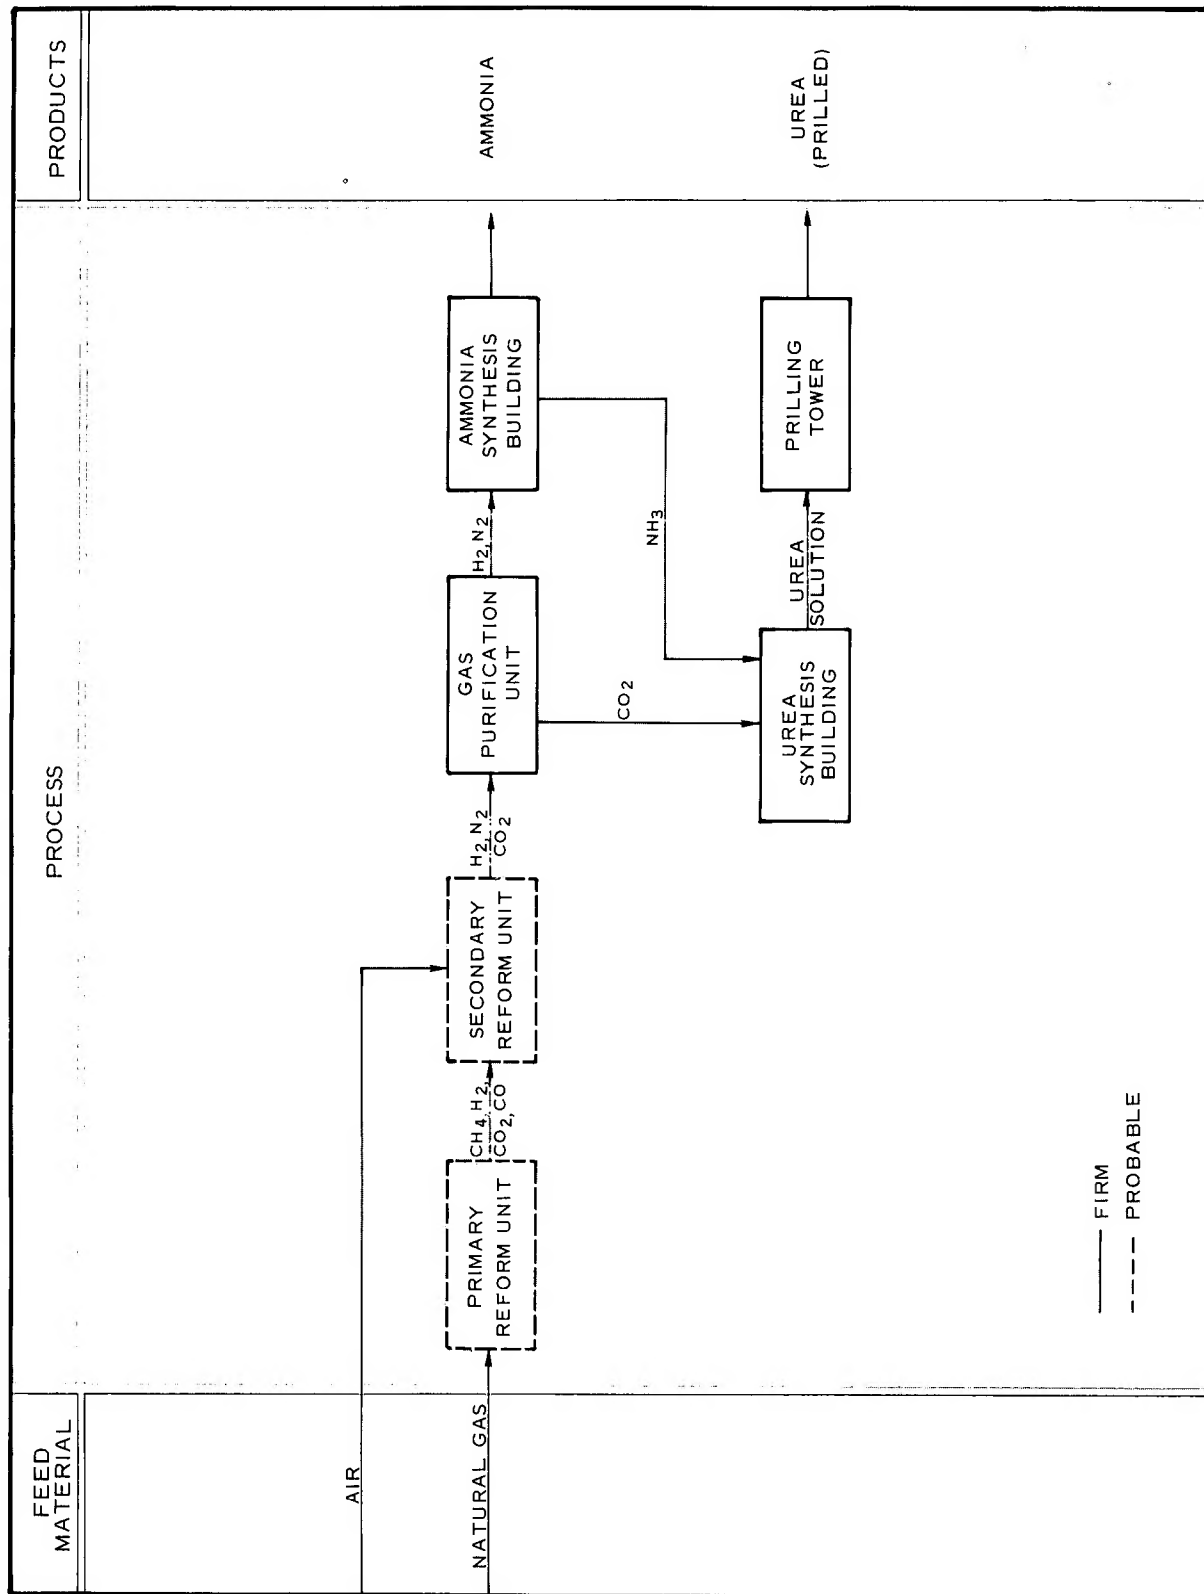 FEED
MATERIAL
PROCESS
PRODUCTS
AIR
NATURAL GAS
PRIMARY
REFORM UNIT
CH4, H2,
CO2, CO
SECONDARY
REFORM UNIT
H2, N2
CO2
GAS
PURIFICATION
UNIT
H2, N2
AMMONIA
SYNTHESIS
BUILDING
AMMONIA
CO2
NH3
UREA
SYNTHESIS
BUILDING
UREA
SOLUTION
PRILLING
TOWER
UREA
(PRILLED)
FIRM
PROBABLE